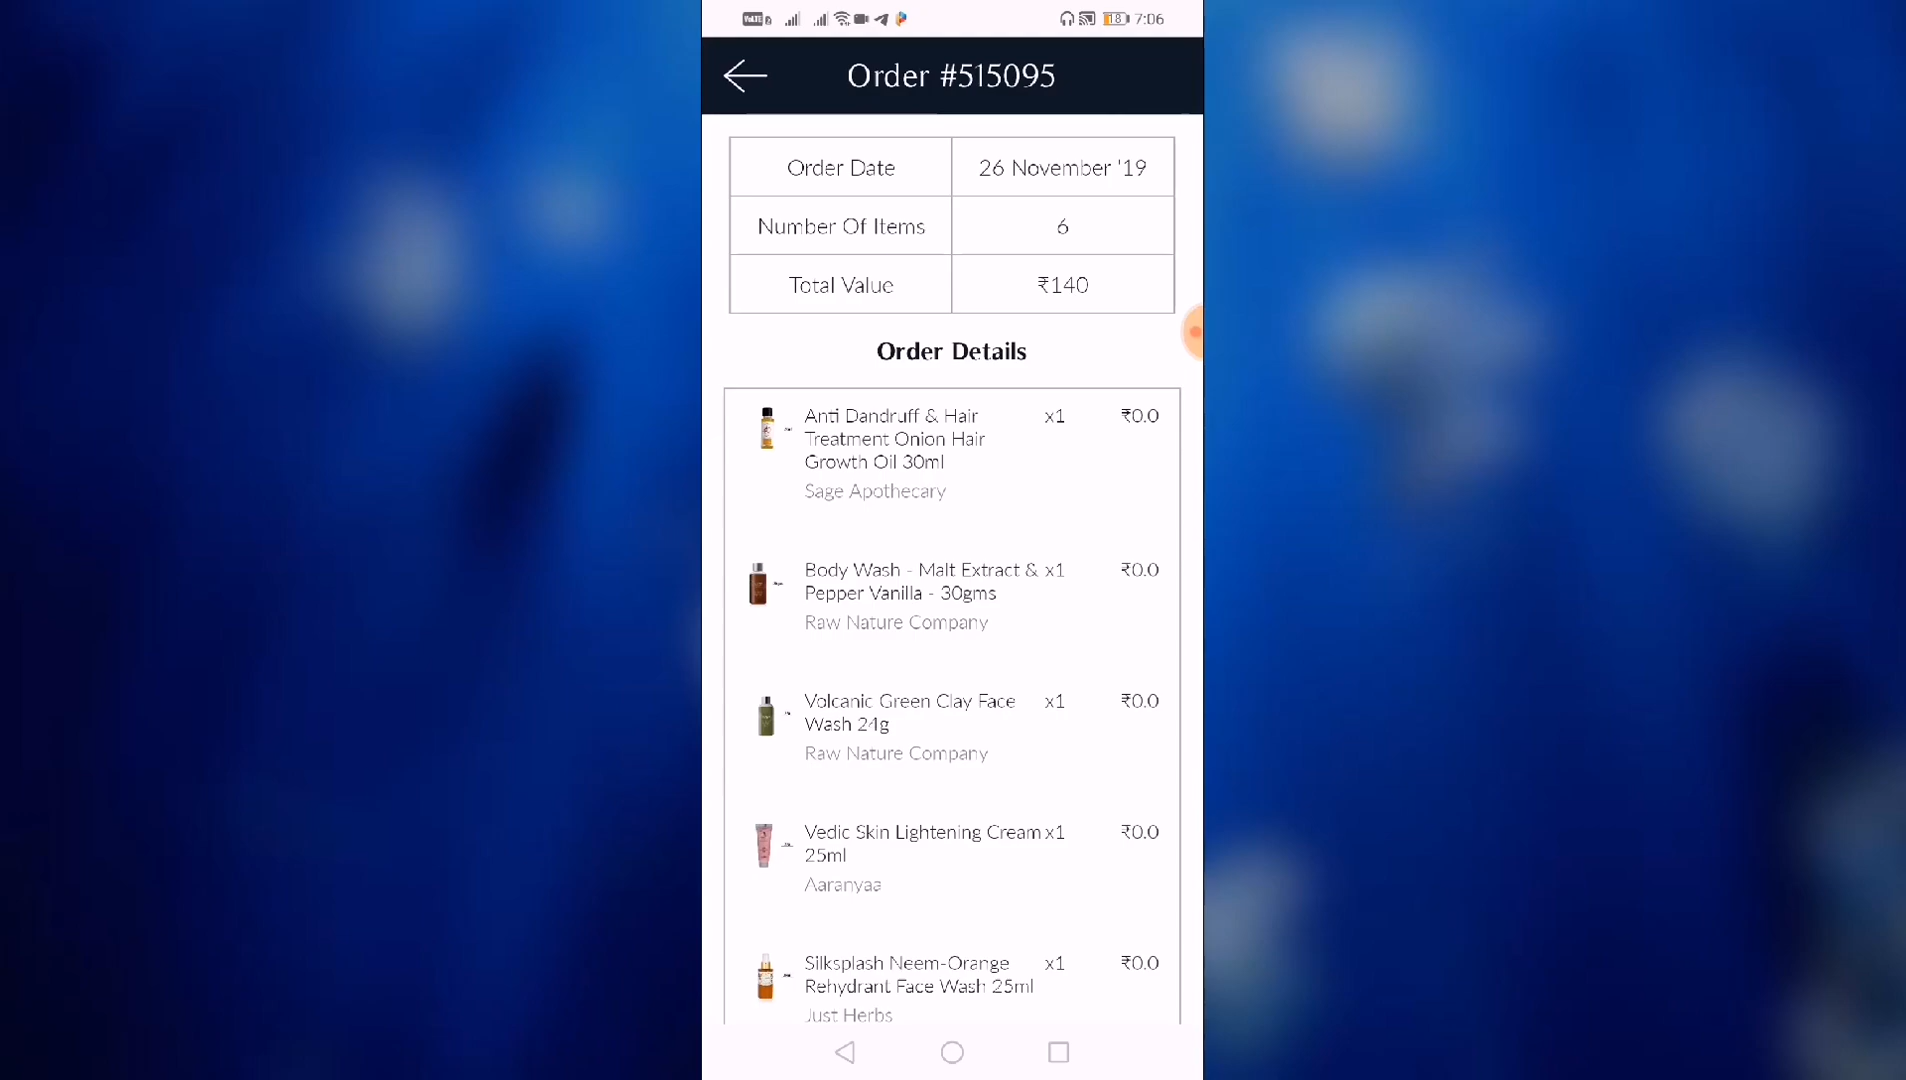 VoLTE 18 7:06
Order #515095
Order Date 26 November '19
Number Of Items 6
Total Value ₹140
Order Details
Anti Dandruff & Hair x1 ₹0.0
Treatment Onion Hair
Growth Oil 30ml
Sage Apothecary
Body Wash - Malt Extract & x1 ₹0.0
Pepper Vanilla - 30gms
Raw Nature Company
Volcanic Green Clay Face x1 ₹0.0
Wash 24g
Raw Nature Company
Vedic Skin Lightening Cream x1 ₹0.0
25ml
Aaranyaa
Silksplash Neem-Orange x1 ₹0.0
Rehydrant Face Wash 25ml
Just Herbs